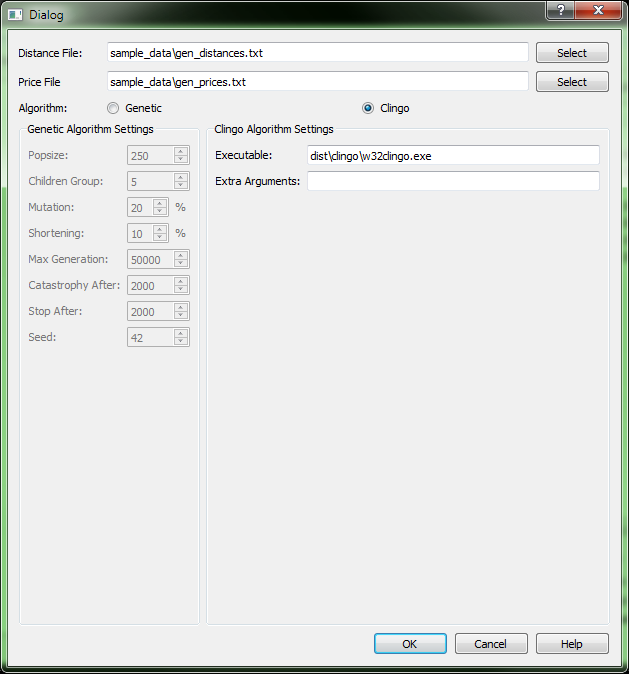 Dialog
?
Distance File: sample_data\gen_distances.txt Select
Price File sample_data\gen_prices.txt Select
Algorithm: Genetic Clingo
Genetic Algorithm Settings
Popsize: 250
Children Group: 5
Mutation: 20 %
Shortening: 10 %
Max Generation: 50000
Catastrophy After: 2000
Stop After: 2000
Seed: 42
Clingo Algorithm Settings
Executable: dist\clingo\w32clingo.exe
Extra Arguments:
OK Cancel Help